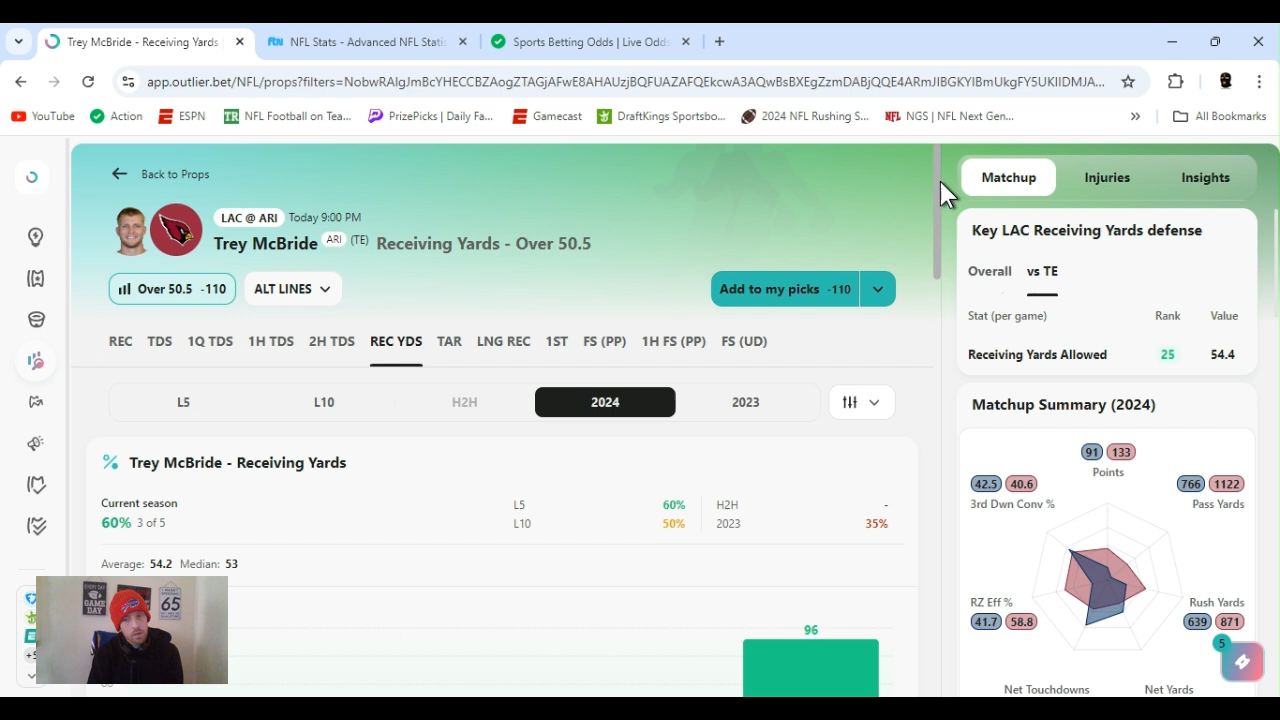 Trey McBride - Receiving Yards
NFL Stats - Advanced NFL Statis
Sports Betting Odds | Live Odds
app.outlier.bet/NFL/props?filters=
YouTube
Action
ESPN
NFL Football on Tea...
PrizePicks | Daily Fa...
Gamecast
DraftKings Sportsbo...
2024 NFL Rushing S...
NGS | NFL Next Gen...
All Bookmarks
Back to Props
LAC @ ARI Today 9:00 PM
Trey McBride ARI (TE) Receiving Yards - Over 50.5
Over 50.5 -110
ALT LINES
Add to my picks -110
REC TDS 1Q TDS 1H TDS 2H TDS REC YDS TAR LNG REC 1ST FS (PP) 1H FS (PP) FS (UD)
L5 L10 H2H 2024 2023
Trey McBride - Receiving Yards
Current season
60% 3 of 5
L5 60% H2H -
L10 50% 2023 35%
Average: 54.2 Median: 53
96
Matchup Injuries Insights
Key LAC Receiving Yards defense
Overall vs TE
Stat (per game) Rank Value
Receiving Yards Allowed 25 54.4
Matchup Summary (2024)
91 133
Points
42.5 40.6
3rd Dwn Conv %
766 1122
Pass Yards
RZ Eff %
41.7 58.8
Rush Yards
639 871
5
Net Touchdowns
Net Yards
GAME
DAY
65